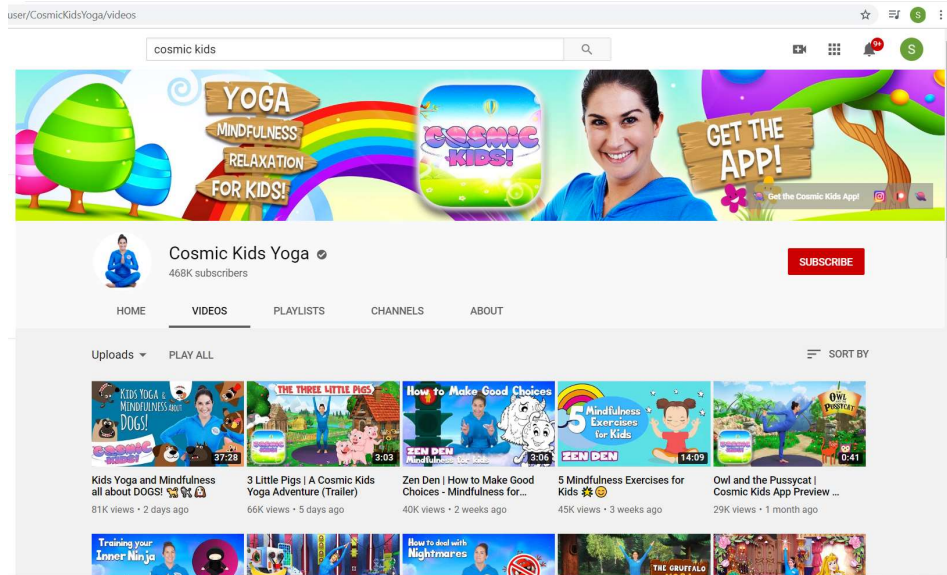 user/CosmicKidsYoga/videos
S
cosmic kids
9+
S
YOGA
MINDFULNESS
RELAXATION
FOR KIDS!
COSMIC
KIDS!
GET THE
APP!
Get the Cosmic Kids App!
Cosmic Kids Yoga
468K subscribers
SUBSCRIBE
HOME VIDEOS PLAYLISTS CHANNELS ABOUT
Uploads PLAY ALL SORT BY
KIDS YOGA &
MINDFULNESS ABOUT
DOGS!
COSMIC
KIDS!
37:28
THE THREE LITTLE PIGS
3:03
How to Make Good Choices
ZEN DEN
Mindfulness for kids
3:06
5 Mindfulness
Exercises
for Kids
ZEN DEN
14:09
OWL
AND THE
PUSSYCAT
0:41
Kids Yoga and Mindfulness
all about DOGS! 🐕🐩🐶
81K views • 2 days ago
3 Little Pigs | A Cosmic Kids
Yoga Adventure (Trailer)
66K views • 5 days ago
Zen Den | How to Make Good
Choices - Mindfulness for...
40K views • 2 weeks ago
5 Mindfulness Exercises for
Kids 🌟😊
45K views • 3 weeks ago
Owl and the Pussycat |
Cosmic Kids App Preview ...
29K views • 1 month ago
Training your
Inner Ninja
How to deal with
Nightmares
THE GRUFFALO